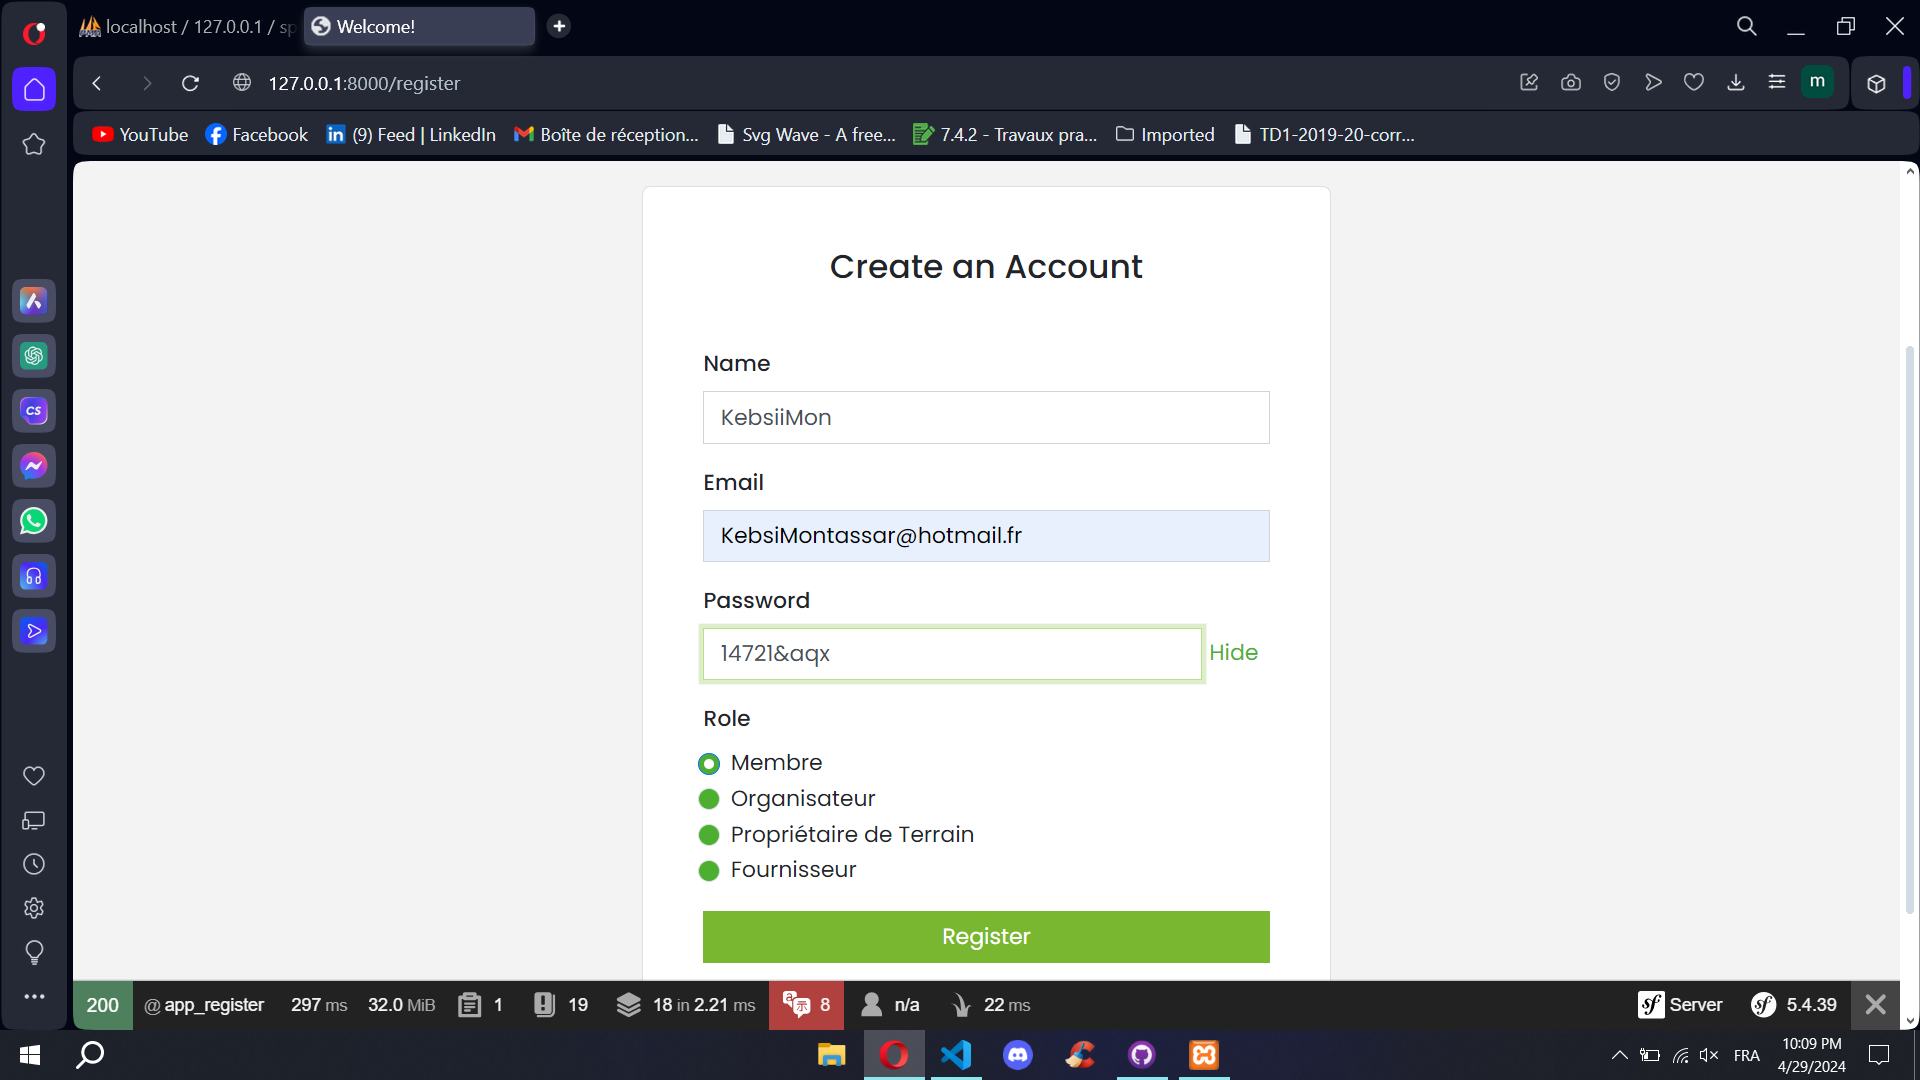 localhost / 127.0.0.1 / sp
Welcome!
127.0.0.1:8000/register
m
YouTube
Facebook
(9) Feed | LinkedIn
Boîte de réception...
Svg Wave - A free...
7.4.2 - Travaux pra...
Imported
TD1-2019-20-corr...
CS
Create an Account
Name
KebsiiMon
Email
KebsiMontassar@hotmail.fr
Password
14721&aqx
Hide
Role
Membre
Organisateur
Propriétaire de Terrain
Fournisseur
Register
200
@ app_register
297 ms
32.0 MiB
1
19
18 in 2.21 ms
8
n/a
22 ms
sf Server
sf 5.4.39
FRA
10:09 PM
4/29/2024